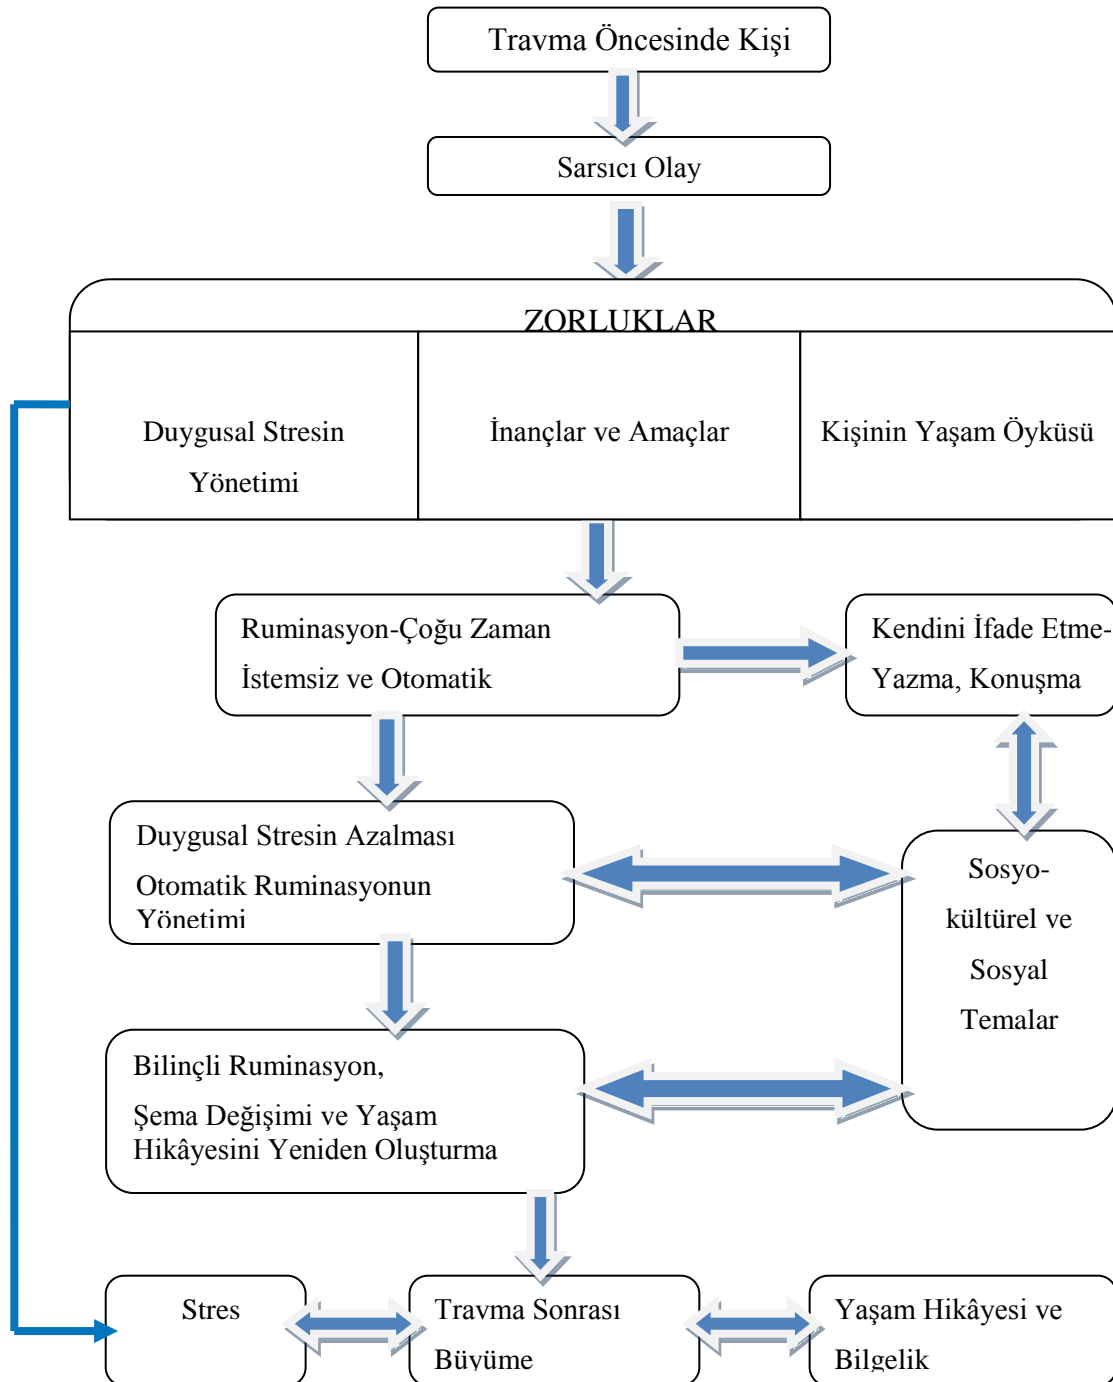 Travma Öncesinde Kişi
Sarsıcı Olay
ZORLUKLAR
Duygusal Stresin
Yönetimi
İnançlar ve Amaçlar
Kişinin Yaşam Öyküsü
Ruminasyon-Çoğu Zaman
İstemsiz ve Otomatik
Kendini İfade Etme-
Yazma, Konuşma
Duygusal Stresin Azalması
Otomatik Ruminasyonun
Yönetimi
Sosyo-
kültürel ve
Sosyal
Temalar
Bilinçli Ruminasyon,
Şema Değişimi ve Yaşam
Hikâyesini Yeniden Oluşturma
Stres
Travma Sonrası
Büyüme
Yaşam Hikâyesi ve
Bilgelik